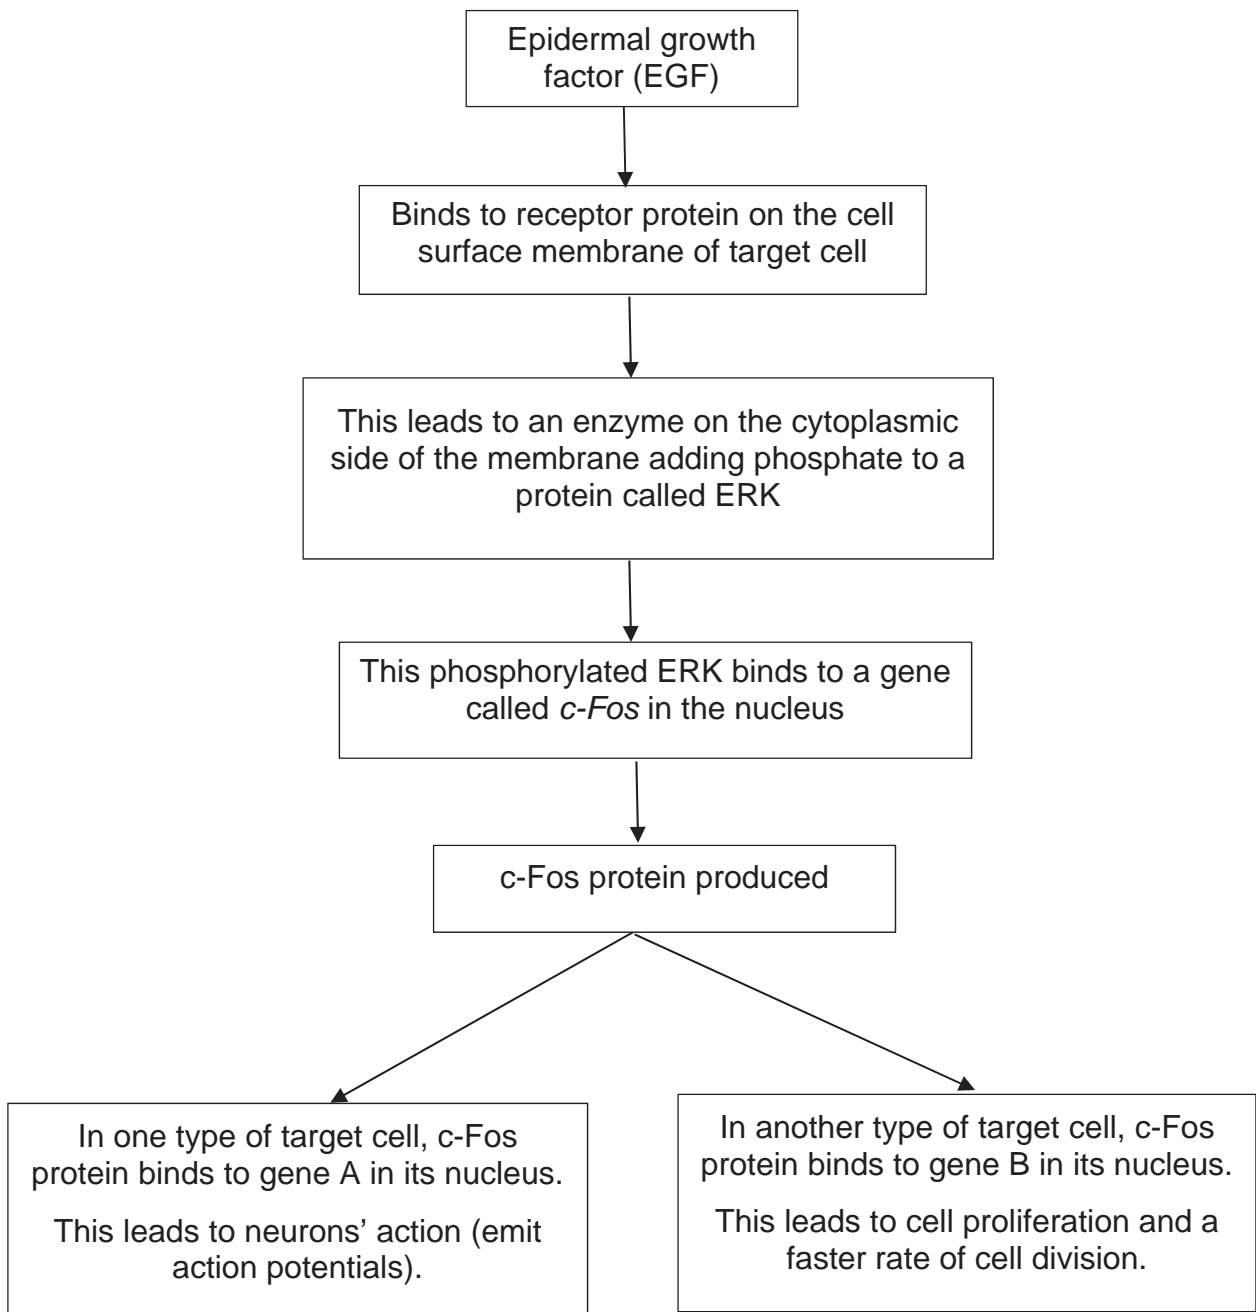 Epidermal growth
factor (EGF)
Binds to receptor protein on the cell
surface membrane of target cell
This leads to an enzyme on the cytoplasmic
side of the membrane adding phosphate to a
protein called ERK
This phosphorylated ERK binds to a gene
called c-Fos in the nucleus
c-Fos protein produced
In one type of target cell, c-Fos
protein binds to gene A in its nucleus.
This leads to neurons’ action (emit
action potentials).
In another type of target cell, c-Fos
protein binds to gene B in its nucleus.
This leads to cell proliferation and a
faster rate of cell division.